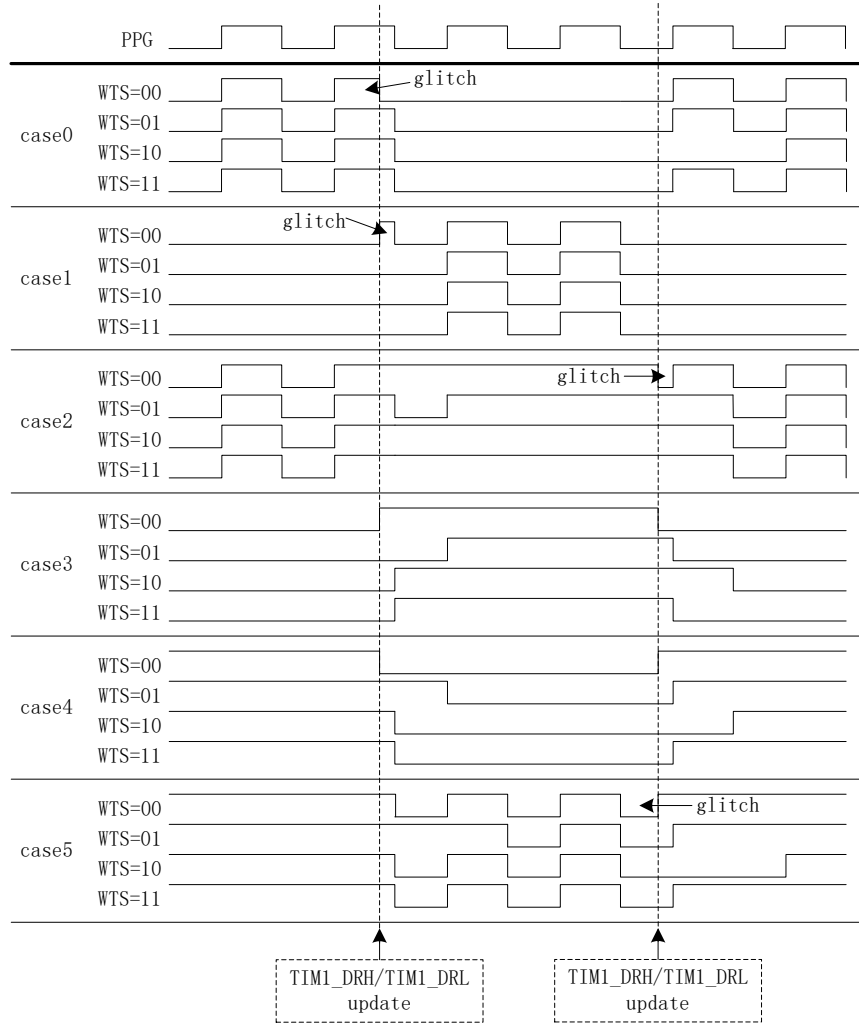 PPG
glitch
WTS=00
WTS=01
case0
WTS=10
WTS=11
glitch
WTS=00
WTS=01
case1
WTS=10
WTS=11
WTS=00
glitch
WTS=01
case2
WTS=10
WTS=11
WTS=00
WTS=01
case3
WTS=10
WTS=11
WTS=00
WTS=01
case4
WTS=10
WTS=11
WTS=00
glitch
WTS=01
case5
WTS=10
WTS=11
TIM1_DRH/TIM1_DRL
update
TIM1_DRH/TIM1_DRL
update